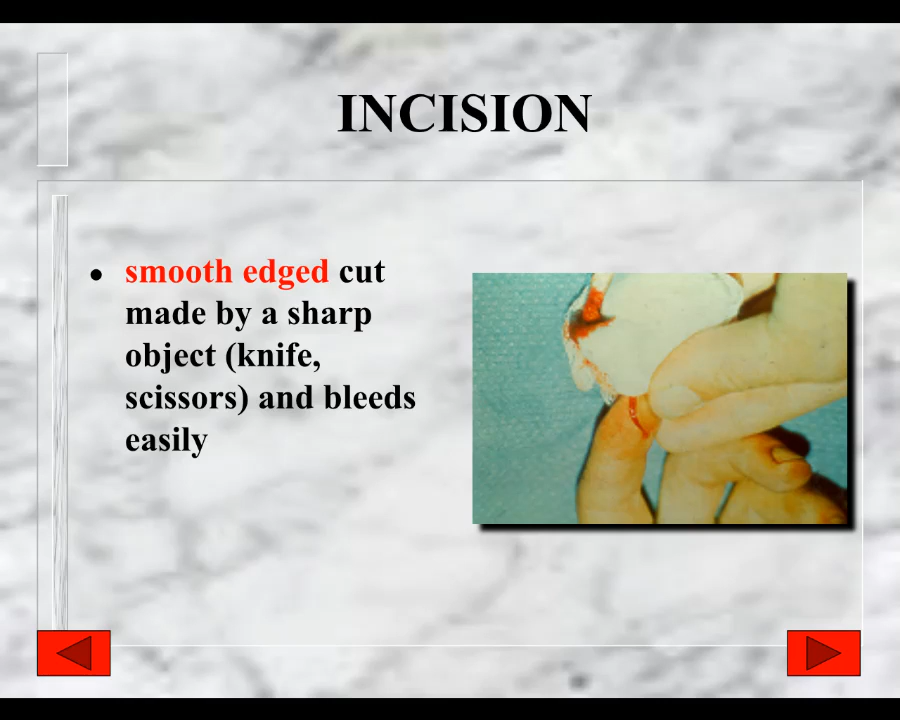 INCISION
● smooth edged cut
made by a sharp
object (knife,
scissors) and bleeds
easily